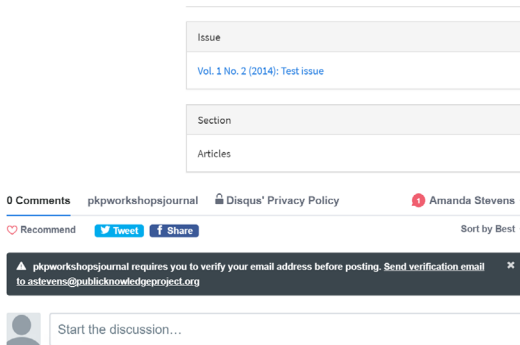 Issue
Vol. 1 No. 2 (2014): Test issue
Section
Articles
0 Comments pkpworkshopsjournal Disqus' Privacy Policy 1 Amanda Stevens
Recommend Tweet f Share Sort by Best
pkpworkshopsjournal requires you to verify your email address before posting. Send verification email ×
to astevens@publicknowledgeproject.org
Start the discussion…